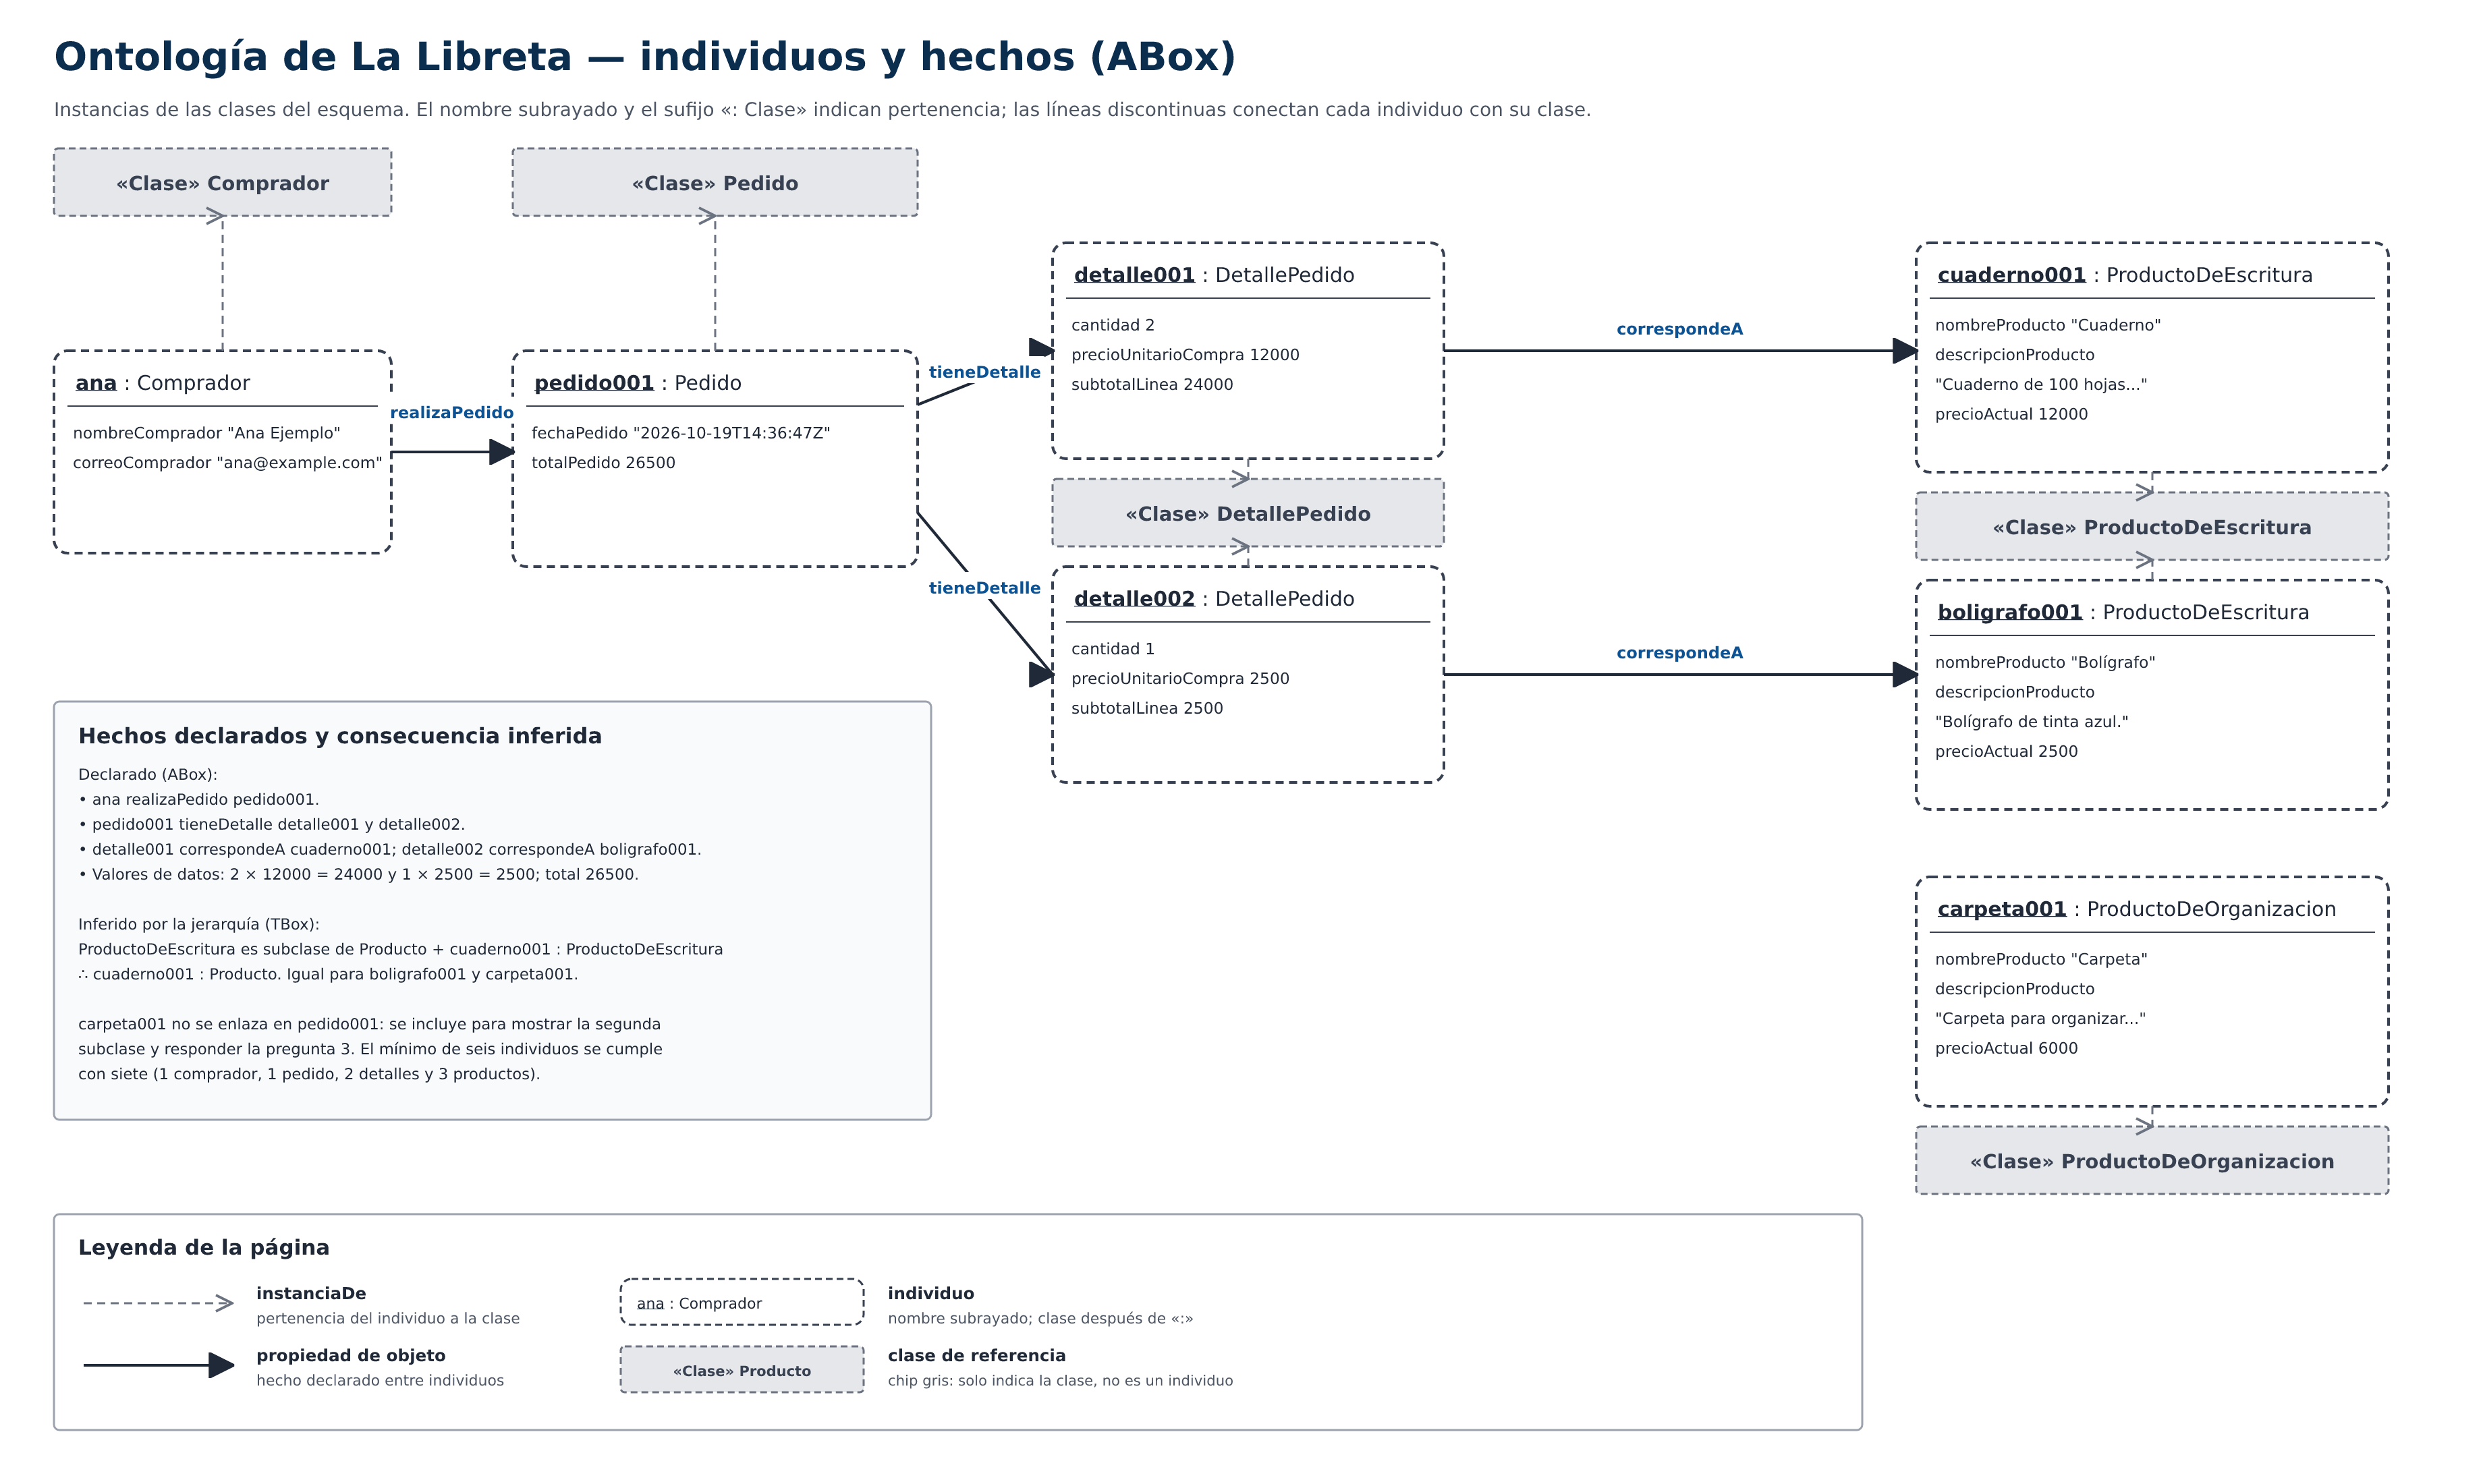 Ontología de La Libreta — individuos y hechos (ABox)
Instancias de las clases del esquema. El nombre subrayado y el sufijo «: Clase» indican pertenencia; las líneas discontinuas conectan cada individuo con su clase.
«Clase» Comprador
«Clase» Pedido
ana : Comprador
nombreComprador "Ana Ejemplo"
correoComprador "ana@example.com"
realizaPedido
pedido001 : Pedido
fechaPedido "2026-10-19T14:36:47Z"
totalPedido 26500
tieneDetalle
tieneDetalle
detalle001 : DetallePedido
cantidad 2
precioUnitarioCompra 12000
subtotalLinea 24000
«Clase» DetallePedido
detalle002 : DetallePedido
cantidad 1
precioUnitarioCompra 2500
subtotalLinea 2500
correspondeA
correspondeA
cuaderno001 : ProductoDeEscritura
nombreProducto "Cuaderno"
descripcionProducto
"Cuaderno de 100 hojas..."
precioActual 12000
«Clase» ProductoDeEscritura
boligrafo001 : ProductoDeEscritura
nombreProducto "Bolígrafo"
descripcionProducto
"Bolígrafo de tinta azul."
precioActual 2500
carpeta001 : ProductoDeOrganizacion
nombreProducto "Carpeta"
descripcionProducto
"Carpeta para organizar..."
precioActual 6000
«Clase» ProductoDeOrganizacion
Hechos declarados y consecuencia inferida
Declarado (ABox):
• ana realizaPedido pedido001.
• pedido001 tieneDetalle detalle001 y detalle002.
• detalle001 correspondeA cuaderno001; detalle002 correspondeA boligrafo001.
• Valores de datos: 2 × 12000 = 24000 y 1 × 2500 = 2500; total 26500.
Inferido por la jerarquía (TBox):
ProductoDeEscritura es subclase de Producto + cuaderno001 : ProductoDeEscritura
∴ cuaderno001 : Producto. Igual para boligrafo001 y carpeta001.
carpeta001 no se enlaza en pedido001: se incluye para mostrar la segunda
subclase y responder la pregunta 3. El mínimo de seis individuos se cumple
con siete (1 comprador, 1 pedido, 2 detalles y 3 productos).
Leyenda de la página
instanciaDe
pertenencia del individuo a la clase
propiedad de objeto
hecho declarado entre individuos
ana : Comprador
individuo
nombre subrayado; clase después de «:»
«Clase» Producto
clase de referencia
chip gris: solo indica la clase, no es un individuo